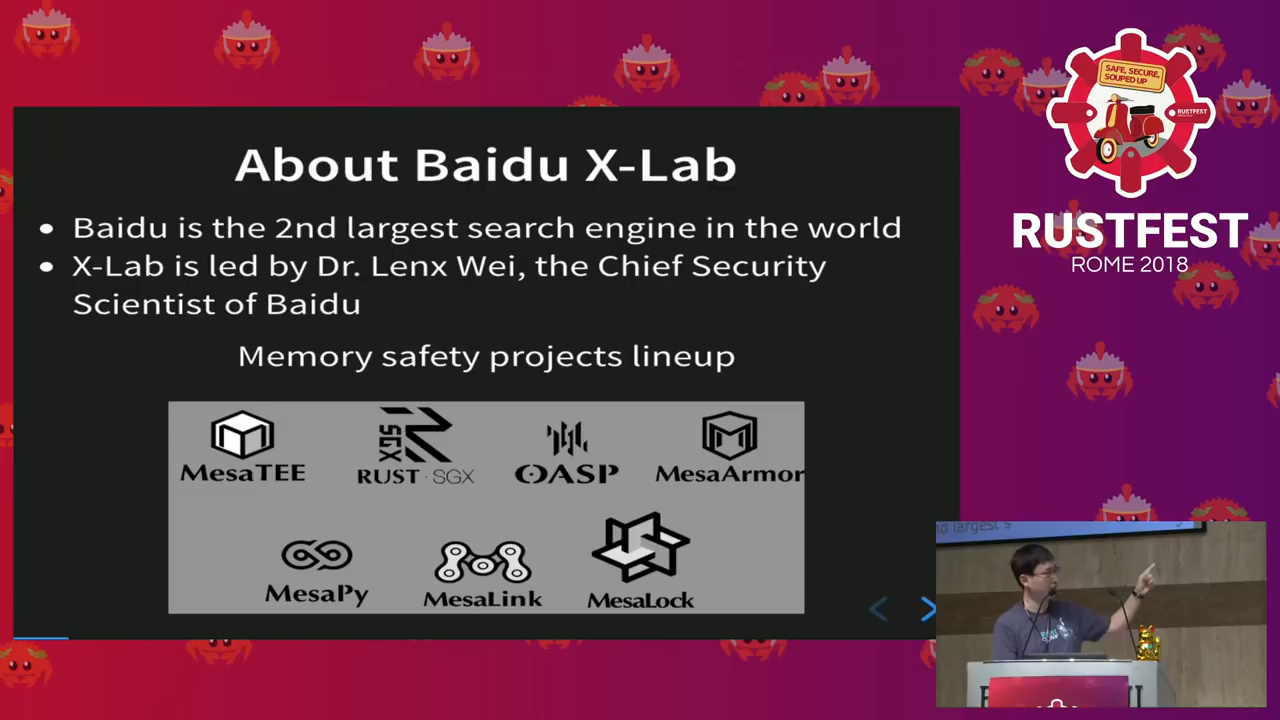 About Baidu X-Lab
• Baidu is the 2nd largest search engine in the world
• X-Lab is led by Dr. Lenx Wei, the Chief Security
Scientist of Baidu
Memory safety projects lineup
MesaTEE
SGX
RUST·SGX
OASP
MesaArmor
MesaPy
MesaLink
MesaLock
SAFE, SECURE,
SOUPED UP
RUSTFEST
RUSTFEST
ROME 2018
nd largest s